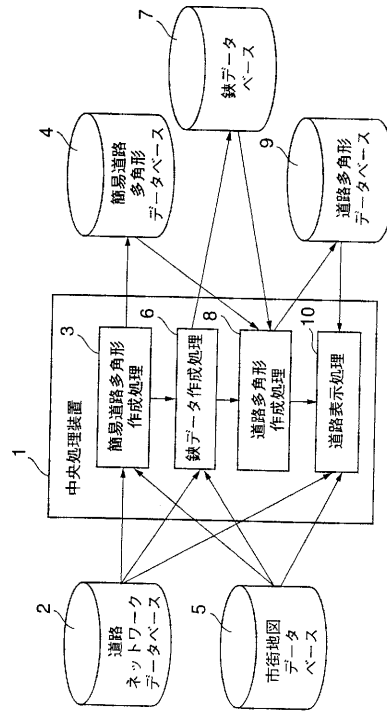 1
中央処理装置
2
道路
ネットワーク
データベース
5
市街地図
データ
ベース
3
簡易道路多角形
作成処理
6
鋏データ作成処理
8
道路多角形
作成処理
10
道路表示処理
4
簡易道路
多角形
データベース
7
鋏データ
ベース
9
道路多角形
データベース